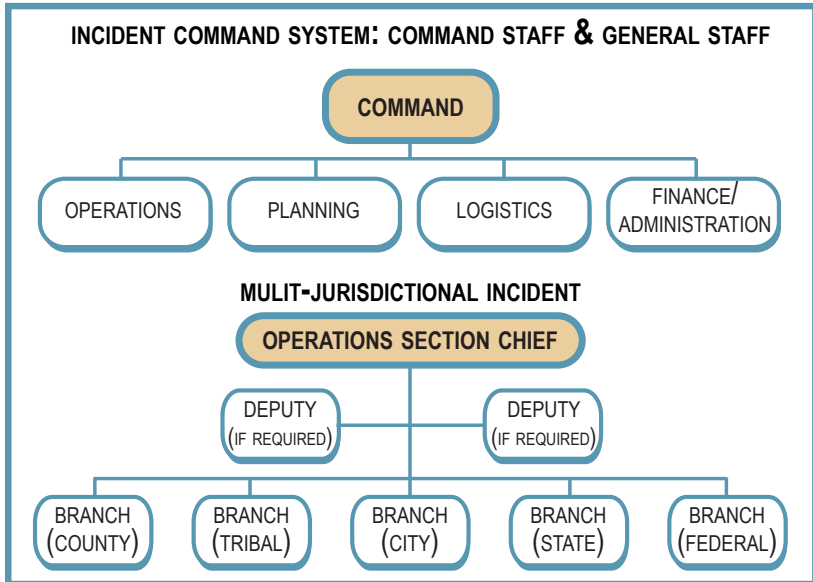 INCIDENT COMMAND SYSTEM: COMMAND STAFF & GENERAL STAFF
COMMAND
OPERATIONS
PLANNING
LOGISTICS
FINANCE/
ADMINISTRATION
MULIT-JURISDICTIONAL INCIDENT
OPERATIONS SECTION CHIEF
DEPUTY
(IF REQUIRED)
DEPUTY
(IF REQUIRED)
BRANCH
(COUNTY)
BRANCH
(TRIBAL)
BRANCH
(CITY)
BRANCH
(STATE)
BRANCH
(FEDERAL)